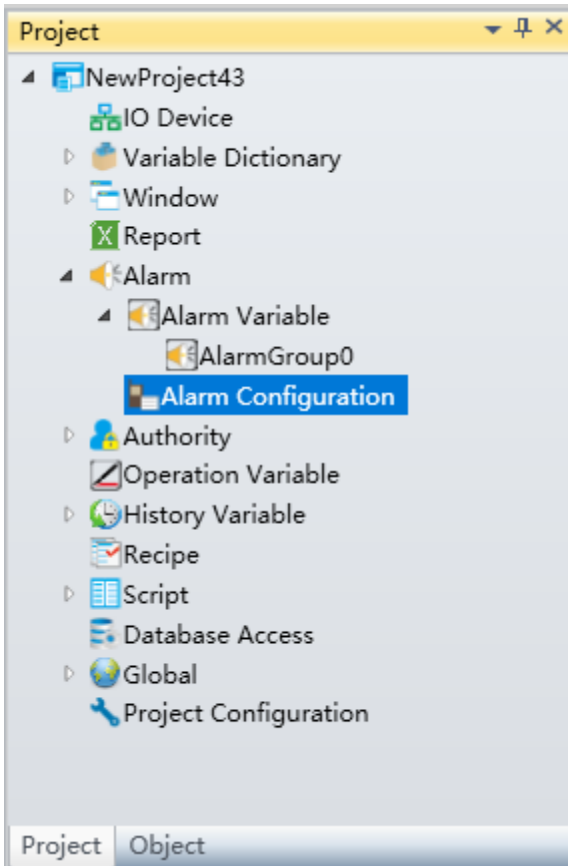 Project
NewProject43
IO Device
Variable Dictionary
Window
Report
Alarm
Alarm Variable
AlarmGroup0
Alarm Configuration
Authority
Operation Variable
History Variable
Recipe
Script
Database Access
Global
Project Configuration
Project Object